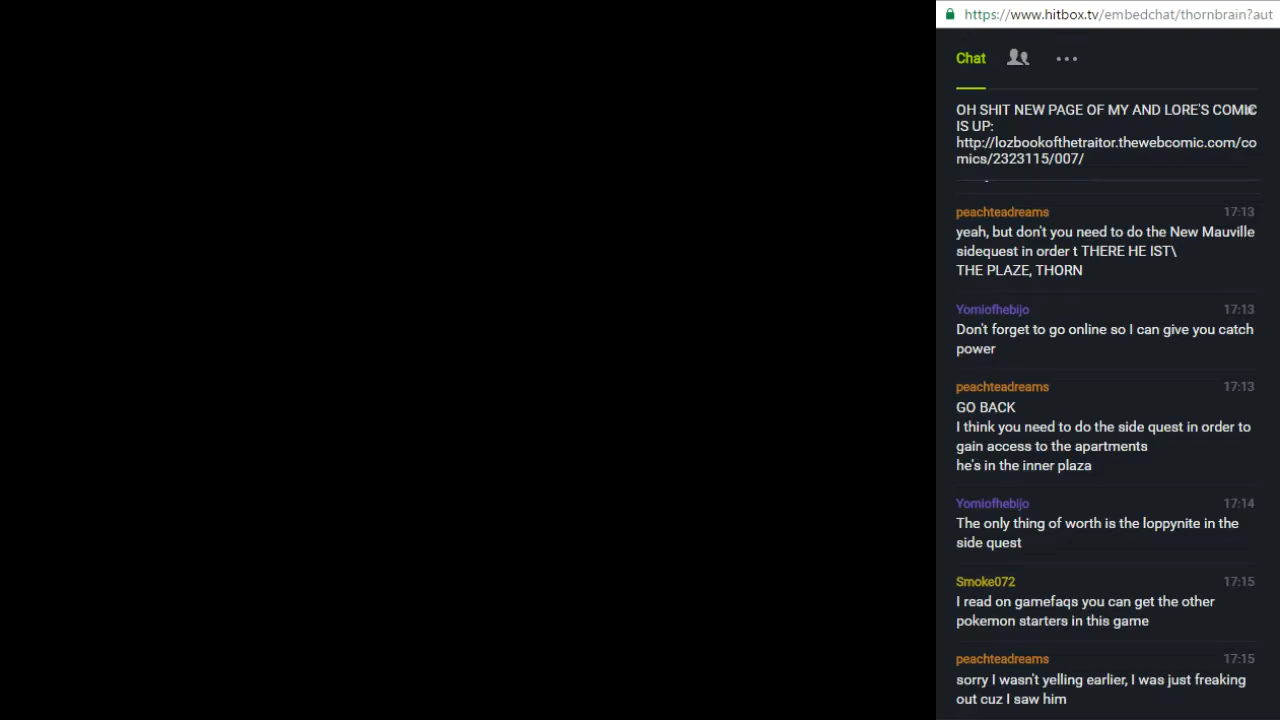 https://www.hitbox.tv/embedchat/thornbrain?aut
Chat
OH SHIT NEW PAGE OF MY AND LORE'S COMIC
IS UP:
http://lozbookofthetraitor.thewebcomic.com/co
mics/2323115/007/
peachteadreams 17:13
yeah, but don't you need to do the New Mauville
sidequest in order t THERE HE IST\
THE PLAZE, THORN
Yomiofhebijo 17:13
Don't forget to go online so I can give you catch
power
peachteadreams 17:13
GO BACK
I think you need to do the side quest in order to
gain access to the apartments
he's in the inner plaza
Yomiofhebijo 17:14
The only thing of worth is the loppynite in the
side quest
Smoke072 17:15
I read on gamefaqs you can get the other
pokemon starters in this game
peachteadreams 17:15
sorry I wasn't yelling earlier, I was just freaking
out cuz I saw him